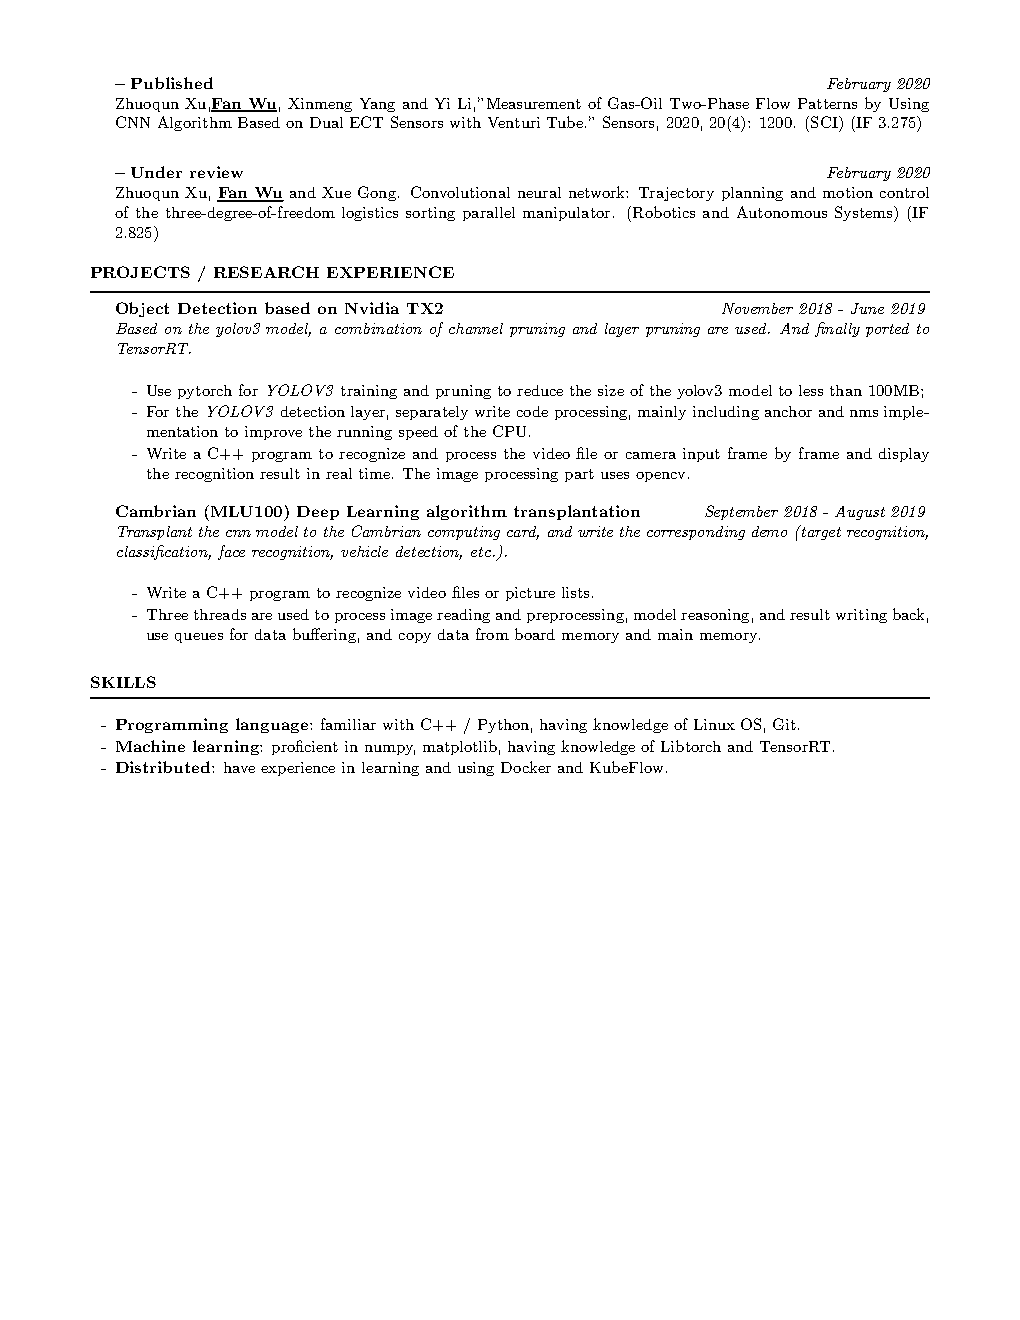 – Published February 2020
Zhuoqun Xu,Fan Wu, Xinmeng Yang and Yi Li,”Measurement of Gas-Oil Two-Phase Flow Patterns by Using
CNN Algorithm Based on Dual ECT Sensors with Venturi Tube.” Sensors, 2020, 20(4): 1200. (SCI) (IF 3.275)
– Under review February 2020
Zhuoqun Xu, Fan Wu and Xue Gong. Convolutional neural network: Trajectory planning and motion control
of the three-degree-of-freedom logistics sorting parallel manipulator. (Robotics and Autonomous Systems) (IF
2.825)
PROJECTS / RESEARCH EXPERIENCE
Object Detection based on Nvidia TX2 November 2018 - June 2019
Based on the yolov3 model, a combination of channel pruning and layer pruning are used. And finally ported to
TensorRT.
- Use pytorch for YOLOV3 training and pruning to reduce the size of the yolov3 model to less than 100MB;
- For the YOLOV3 detection layer, separately write code processing, mainly including anchor and nms imple-
mentation to improve the running speed of the CPU.
- Write a C++ program to recognize and process the video file or camera input frame by frame and display
the recognition result in real time. The image processing part uses opencv.
Cambrian (MLU100) Deep Learning algorithm transplantation September 2018 - August 2019
Transplant the cnn model to the Cambrian computing card, and write the corresponding demo (target recognition,
classification, face recognition, vehicle detection, etc.).
- Write a C++ program to recognize video files or picture lists.
- Three threads are used to process image reading and preprocessing, model reasoning, and result writing back,
use queues for data buffering, and copy data from board memory and main memory.
SKILLS
- Programming language: familiar with C++ / Python, having knowledge of Linux OS, Git.
- Machine learning: proficient in numpy, matplotlib, having knowledge of Libtorch and TensorRT.
- Distributed: have experience in learning and using Docker and KubeFlow.